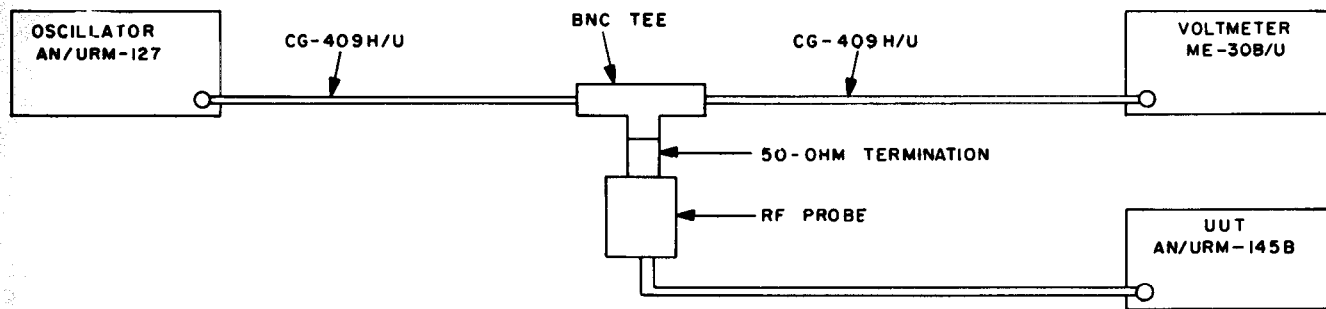 OSCILLATOR
AN/URM-127
CG-409H/U
BNC TEE
CG-409H/U
VOLTMETER
ME-30B/U
50-OHM TERMINATION
RF PROBE
UUT
AN/URM-145B